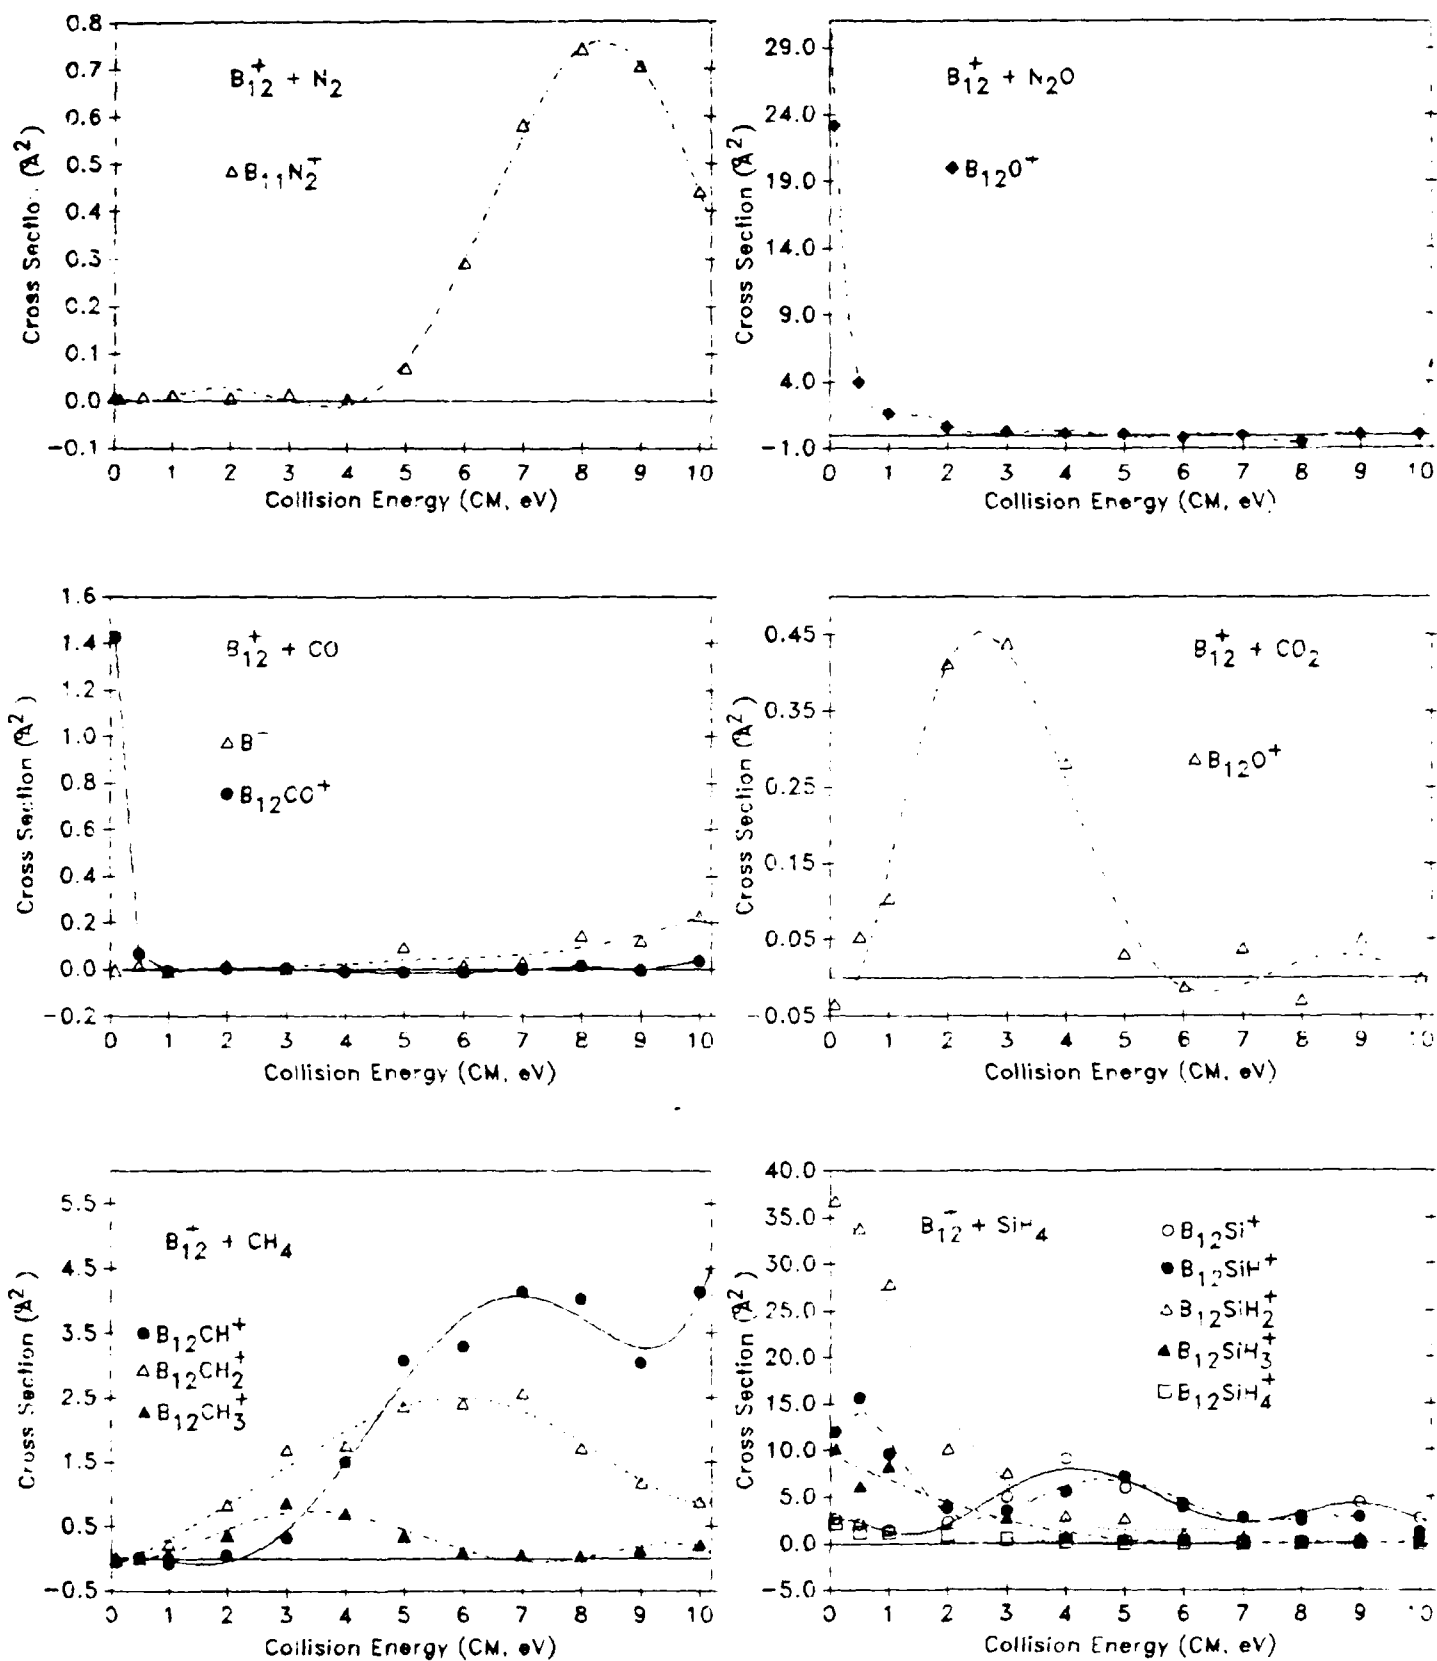 B12+ + N2
△ B11N2+
Cross Section (Å2)
0.8
0.7
0.6
0.5
0.4
0.3
0.2
0.1
0.0
-0.1
0 1 2 3 4 5 6 7 8 9 10
Collision Energy (CM, eV)
B12+ + N2O
◆ B12O+
Cross Section (Å2)
29.0
24.0
19.0
14.0
9.0
4.0
-1.0
0 1 2 3 4 5 6 7 8 9 10
Collision Energy (CM, eV)
B12+ + CO
△ B-
● B12CO+
Cross Section (Å2)
1.6
1.4
1.2
1.0
0.8
0.6
0.4
0.2
0.0
-0.2
0 1 2 3 4 5 6 7 8 9 10
Collision Energy (CM, eV)
B12+ + CO2
△ B12O+
Cross Section (Å2)
0.45
0.35
0.25
0.15
0.05
-0.05
0 1 2 3 4 5 6 7 8 9 10
Collision Energy (CM, eV)
B12+ + CH4
● B12CH+
△ B12CH2+
▲ B12CH3+
Cross Section (Å2)
5.5
4.5
3.5
2.5
1.5
0.5
-0.5
0 1 2 3 4 5 6 7 8 9 10
Collision Energy (CM, eV)
B12+ + SiH4
○ B12Si+
● B12SiH+
△ B12SiH2+
▲ B12SiH3+
□ B12SiH4+
Cross Section (Å2)
40.0
35.0
30.0
25.0
20.0
15.0
10.0
5.0
0.0
-5.0
0 1 2 3 4 5 6 7 8 9 10
Collision Energy (CM, eV)